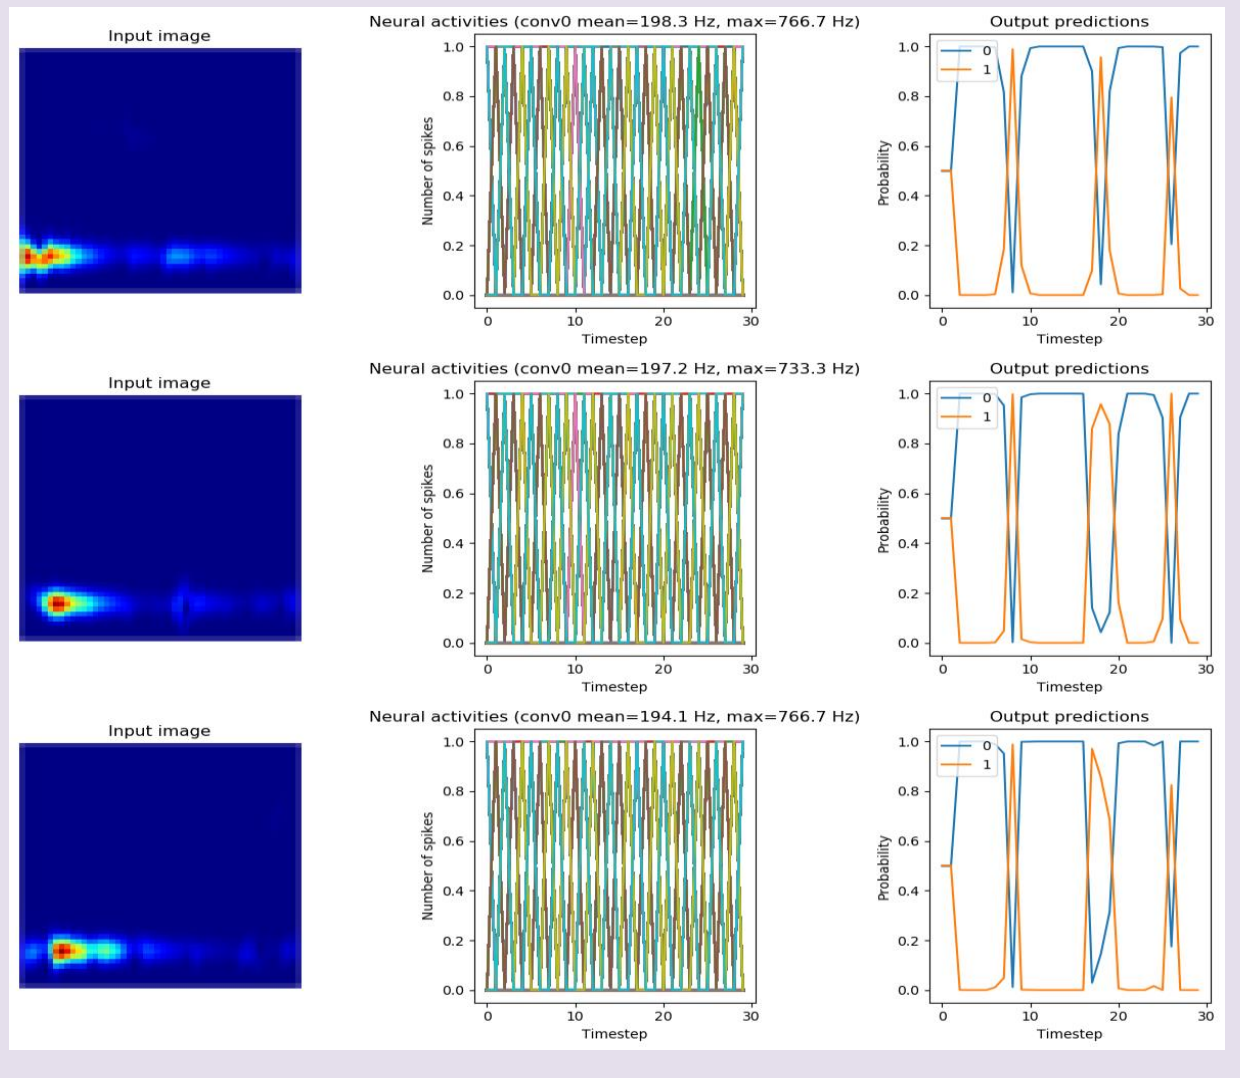 Input image
Neural activities (conv0 mean=198.3 Hz, max=766.7 Hz)
Number of spikes
1.0
0.8
0.6
0.4
0.2
0.0
0 10 20 30
Timestep
Output predictions
Probability
1.0
0.8
0.6
0.4
0.2
0.0
0
1
0 10 20 30
Timestep
Input image
Neural activities (conv0 mean=197.2 Hz, max=733.3 Hz)
Number of spikes
1.0
0.8
0.6
0.4
0.2
0.0
0 10 20 30
Timestep
Output predictions
Probability
1.0
0.8
0.6
0.4
0.2
0.0
0
1
0 10 20 30
Timestep
Input image
Neural activities (conv0 mean=194.1 Hz, max=766.7 Hz)
Number of spikes
1.0
0.8
0.6
0.4
0.2
0.0
0 10 20 30
Timestep
Output predictions
Probability
1.0
0.8
0.6
0.4
0.2
0.0
0
1
0 10 20 30
Timestep